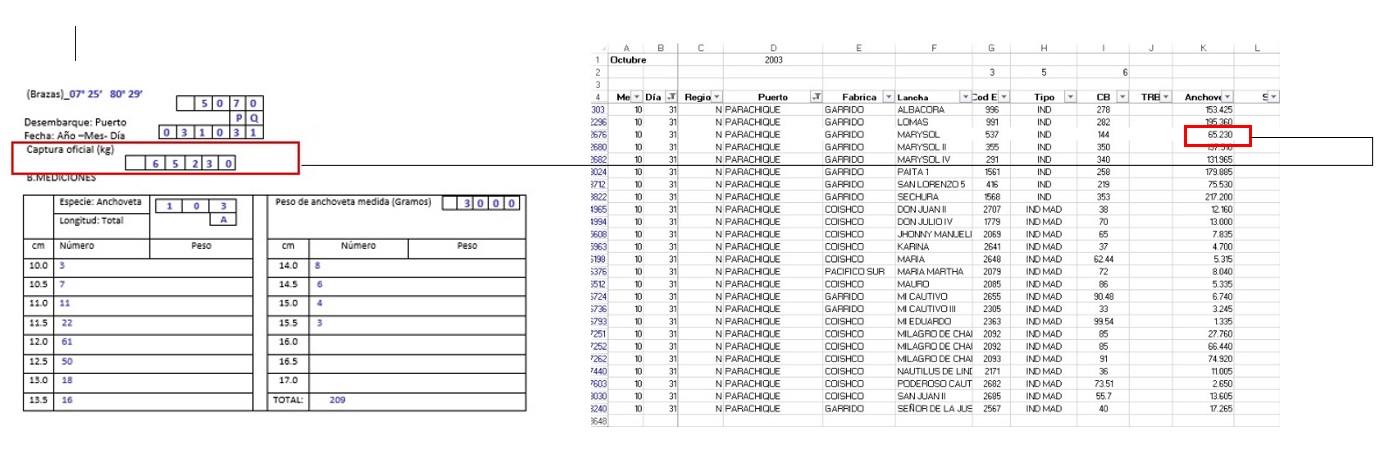 (Brazas)_07° 25’ 80° 29’
5 0 7 0
Desembarque: Puerto P Q
Fecha: Año –Mes- Día 0 3 1 0 3 1
Captura oficial (kg)
6 5 2 3 0
B.MEDICIONES
Especie: Anchoveta 1 0 3 Peso de anchoveta medida (Gramos) 3 0 0 0
Longitud: Total A
cm Número Peso cm Número Peso
10.0 3 14.0 8
10.5 7 14.5 6
11.0 11 15.0 4
11.5 22 15.5 3
12.0 61 16.0
12.5 50 16.5
13.0 18 17.0
13.5 16 TOTAL: 209
A B C D E F G H I J K L
1 Octubre 2003
2 3 5 6
3
4 Me Día Regio Puerto Fabrica Lancha Cod E Tipo CB TRB Anchove
303 10 31 N PARACHIQUE GARRIDO ALBACORA 996 IND 278 153.425
2296 10 31 N PARACHIQUE GARRIDO LOMAS 991 IND 282 195.360
2676 10 31 N PARACHIQUE GARRIDO MARYSOL 537 IND 144 65.230
2680 10 31 N PARACHIQUE GARRIDO MARYSOL II 355 IND 350
2682 10 31 N PARACHIQUE GARRIDO MARYSOL IV 291 IND 340 131.965
3024 10 31 N PARACHIQUE GARRIDO PAITA 1 1561 IND 258 179.885
3712 10 31 N PARACHIQUE GARRIDO SAN LORENZO 5 416 IND 219 75.530
3822 10 31 N PARACHIQUE GARRIDO SECHURA 1568 IND 353 217.200
4965 10 31 N PARACHIQUE COISHCO DON JUAN II 2707 IND MAD 38 12.160
4994 10 31 N PARACHIQUE COISHCO DON JULIO IV 1779 IND MAD 70 13.000
5608 10 31 N PARACHIQUE COISHCO JHONNY MANUELI 2069 IND MAD 65 7.835
5963 10 31 N PARACHIQUE COISHCO KARINA 2641 IND MAD 37 4.700
6198 10 31 N PARACHIQUE COISHCO MARIA 2648 IND MAD 62.44 5.315
6376 10 31 N PARACHIQUE PACIFICO SUR MARIA MARTHA 2079 IND MAD 72 8.040
6512 10 31 N PARACHIQUE COISHCO MAURO 2085 IND MAD 86 5.335
6724 10 31 N PARACHIQUE GARRIDO MI CAUTIVO 2655 IND MAD 90.48 6.740
6736 10 31 N PARACHIQUE GARRIDO MI CAUTIVO III 2305 IND MAD 33 3.245
6793 10 31 N PARACHIQUE COISHCO MI EDUARDO 2363 IND MAD 99.54 1.335
7251 10 31 N PARACHIQUE COISHCO MILAGRO DE CHA 2092 IND MAD 85 27.760
7252 10 31 N PARACHIQUE COISHCO MILAGRO DE CHA 2092 IND MAD 85 66.440
7262 10 31 N PARACHIQUE COISHCO MILAGRO DE CHA 2093 IND MAD 91 74.920
7440 10 31 N PARACHIQUE COISHCO NAUTILUS DE LIND 2171 IND MAD 36 11.005
7603 10 31 N PARACHIQUE COISHCO PODEROSO CAUT 2682 IND MAD 73.51 2.650
8030 10 31 N PARACHIQUE COISHCO SAN JUAN II 2685 IND MAD 55.7 13.605
8240 10 31 N PARACHIQUE GARRIDO SEÑOR DE LA JUS 2567 IND MAD 40 17.265
3648